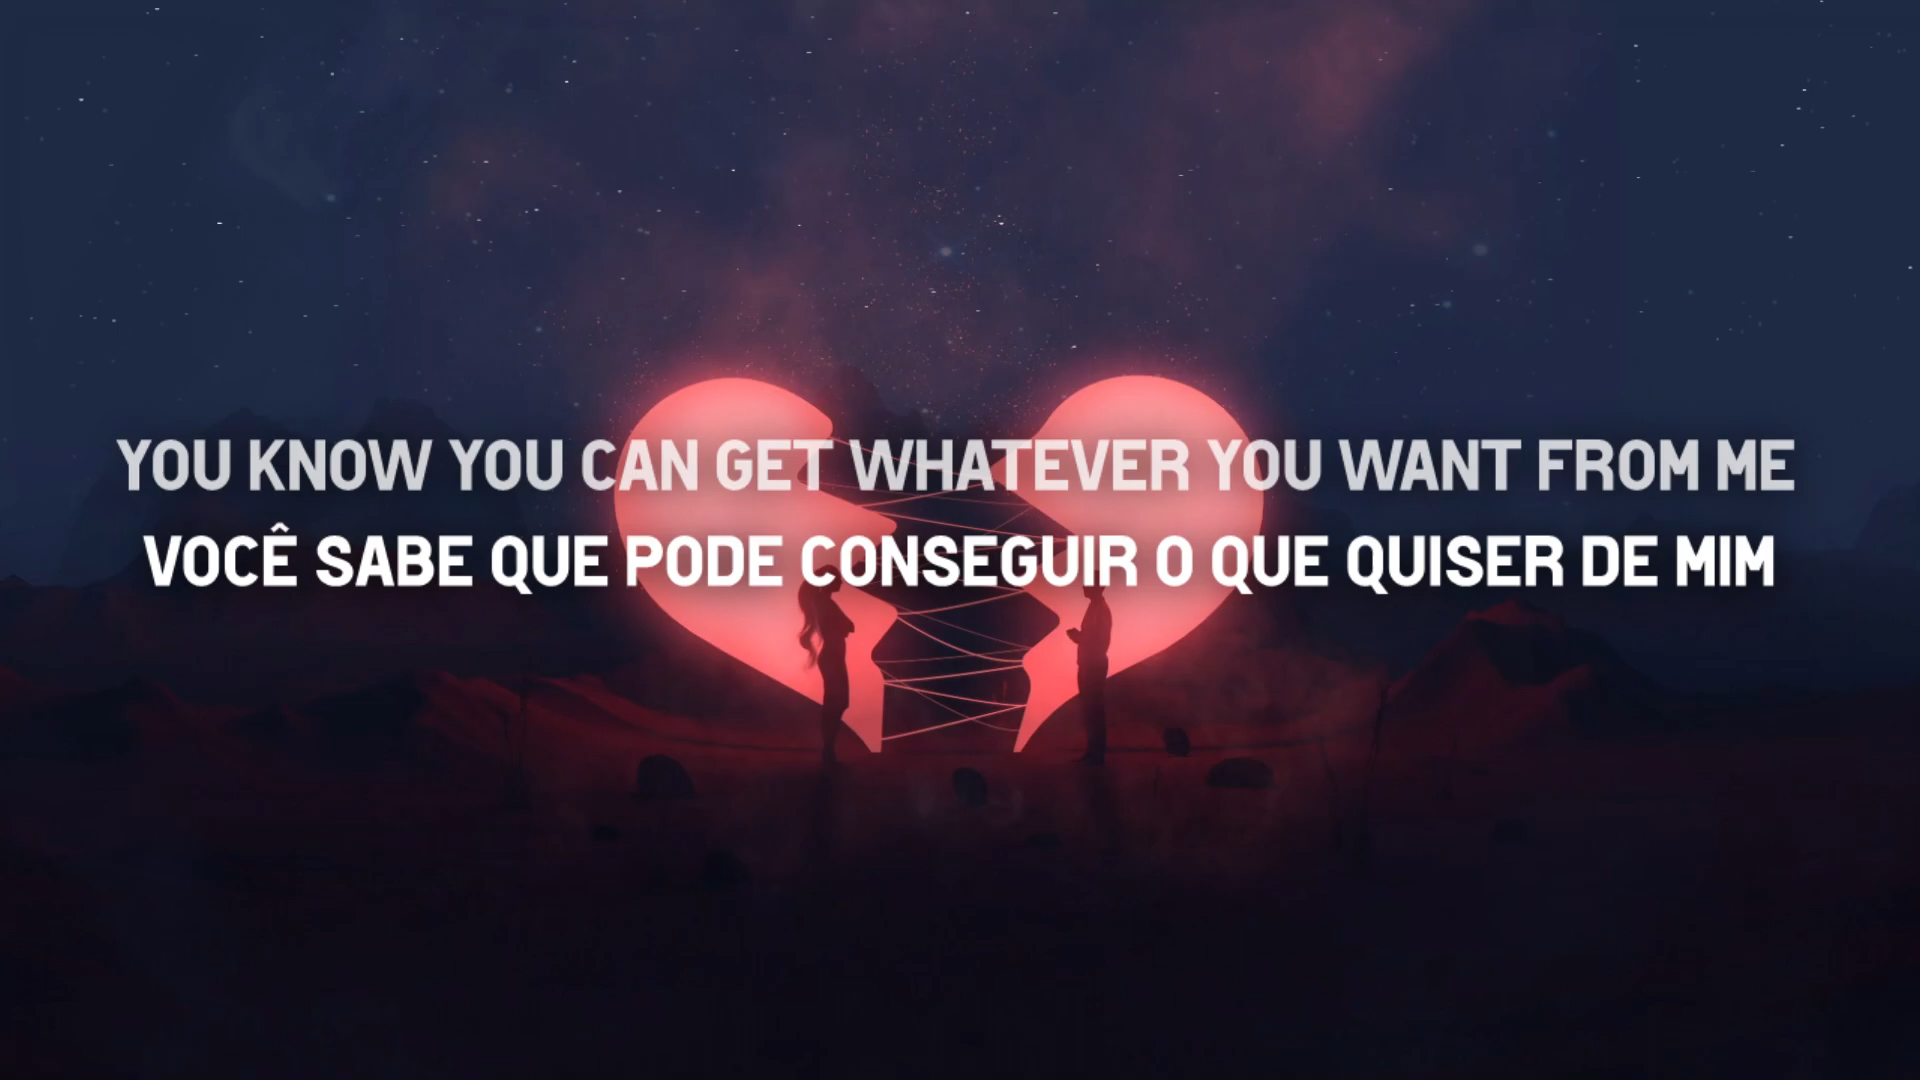 YOU KNOW YOU CAN GET WHATEVER YOU WANT FROM ME
VOCÊ SABE QUE PODE CONSEGUIR O QUE QUISER DE MIM